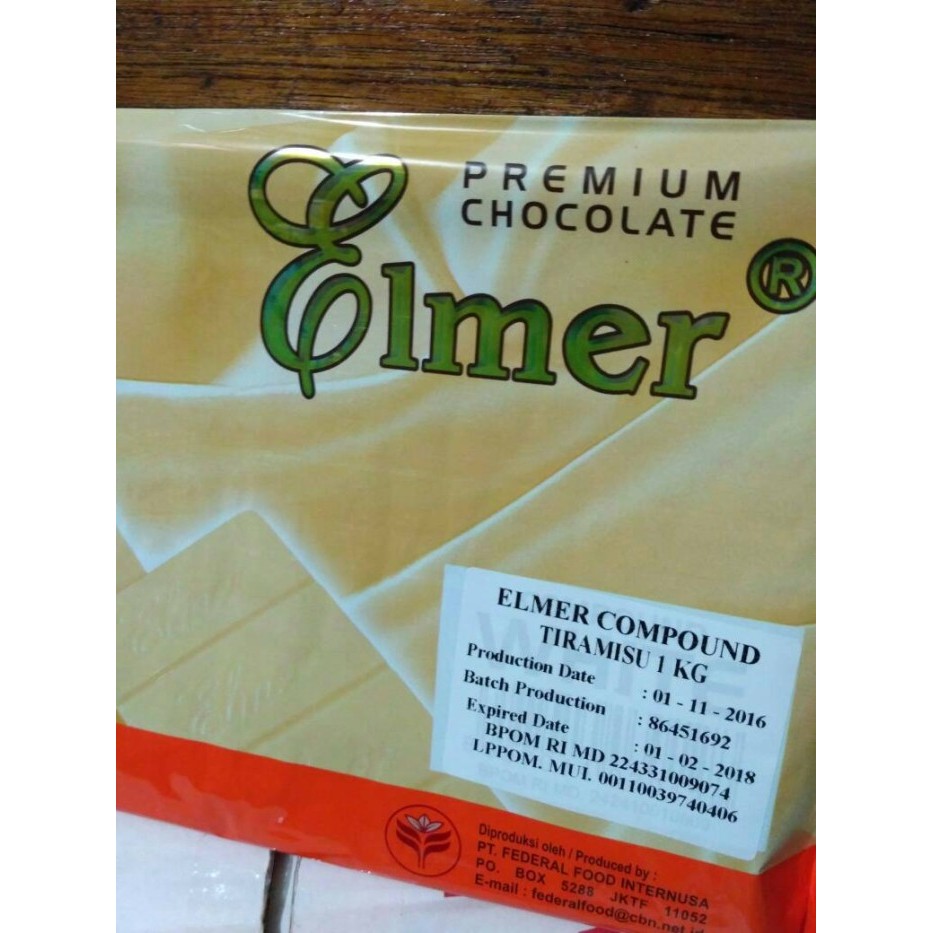 PREMIUM
CHOCOLATE
Elmer ®
ELMER COMPOUND
TIRAMISU 1 KG
Production Date : 01 - 11 - 2016
Batch Production : 86451692
Expired Date : 01 - 02 - 2018
BPOM RI MD 224331009074
LPPOM. MUI. 00110039740406
Diproduksi oleh / Produced by :
PT. FEDERAL FOOD INTERNUSA
PO. BOX 5288 JKTF 11052
E-mail : federalfood@cbn.net.id